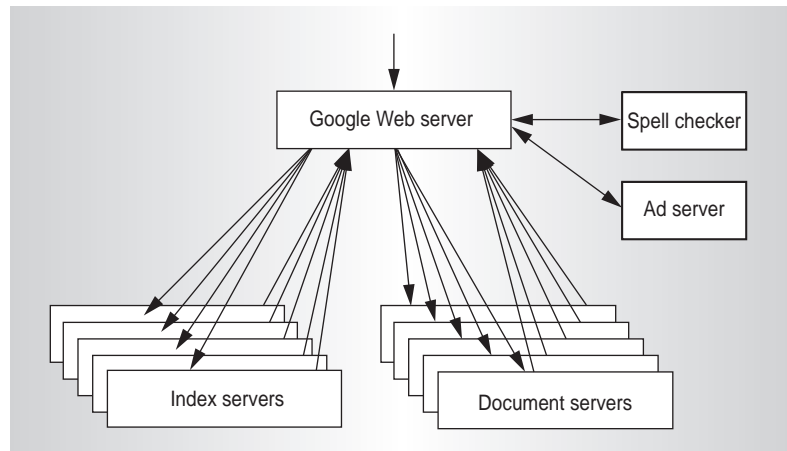 Google Web server
Spell checker
Ad server
Index servers
Document servers